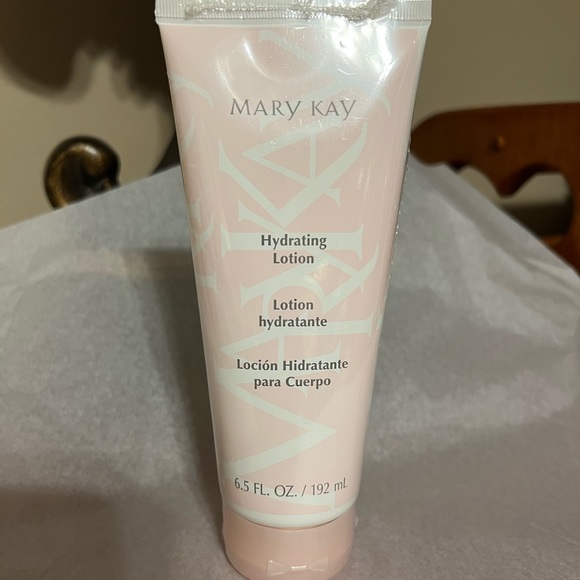 MARY KAY
Hydrating
Lotion
Lotion
hydratante
Loción Hidratante
para Cuerpo
6.5 FL. OZ. / 192 mL